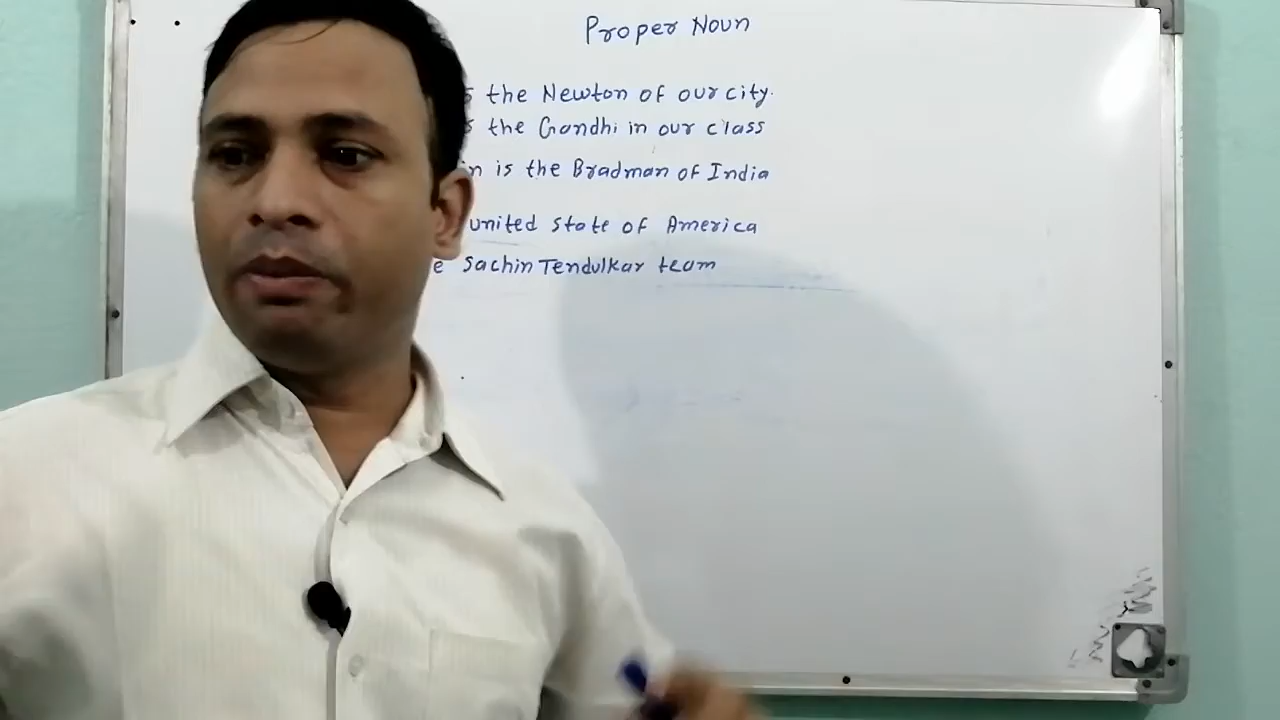 Proper Noun
the Newton of our city.
the Gandhi in our class
is the Bradman of India
united state of America
Sachin Tendulkar team